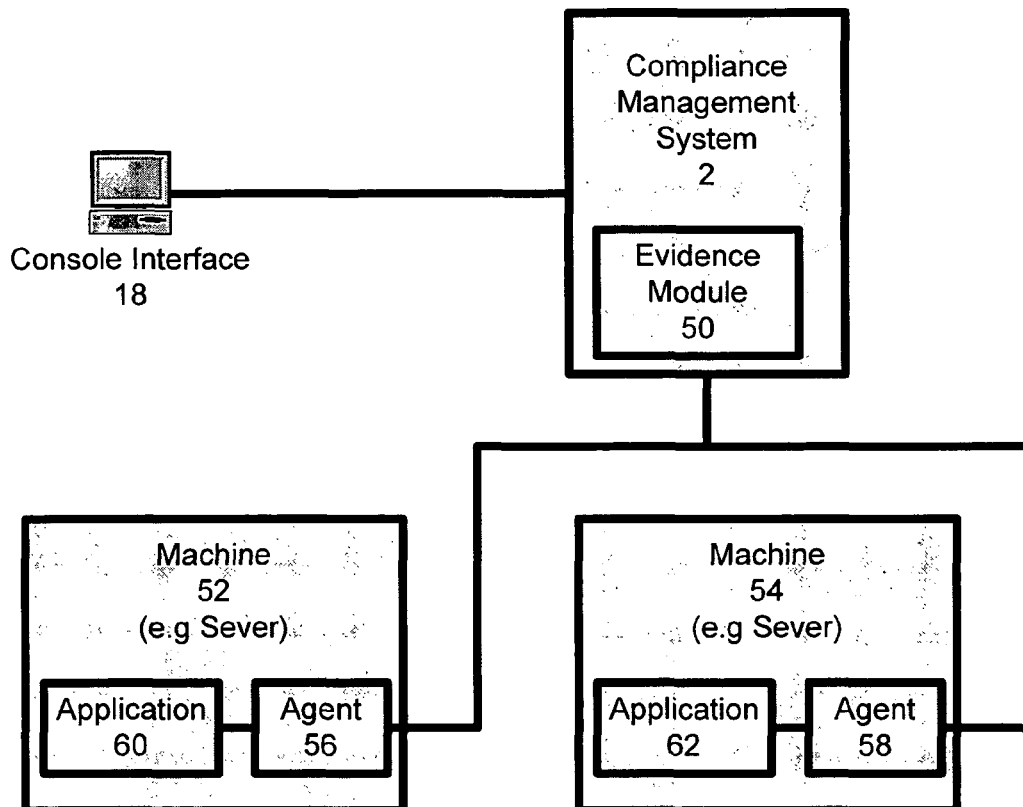 Compliance
Management
System
2
Console Interface
18
Evidence
Module
50
Machine
52
(e.g Sever)
Application
60
Agent
56
Machine
54
(e.g Sever)
Application
62
Agent
58